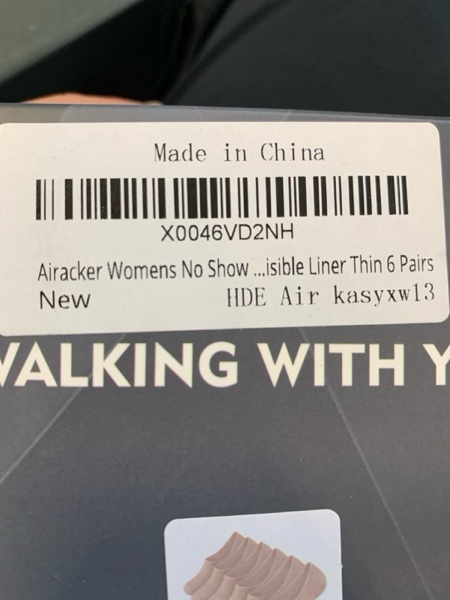 Made in China
X0046VD2NH
Airacker Womens No Show ...isible Liner Thin 6 Pairs
New HDE Air kasyxw13
WALKING WITH Y